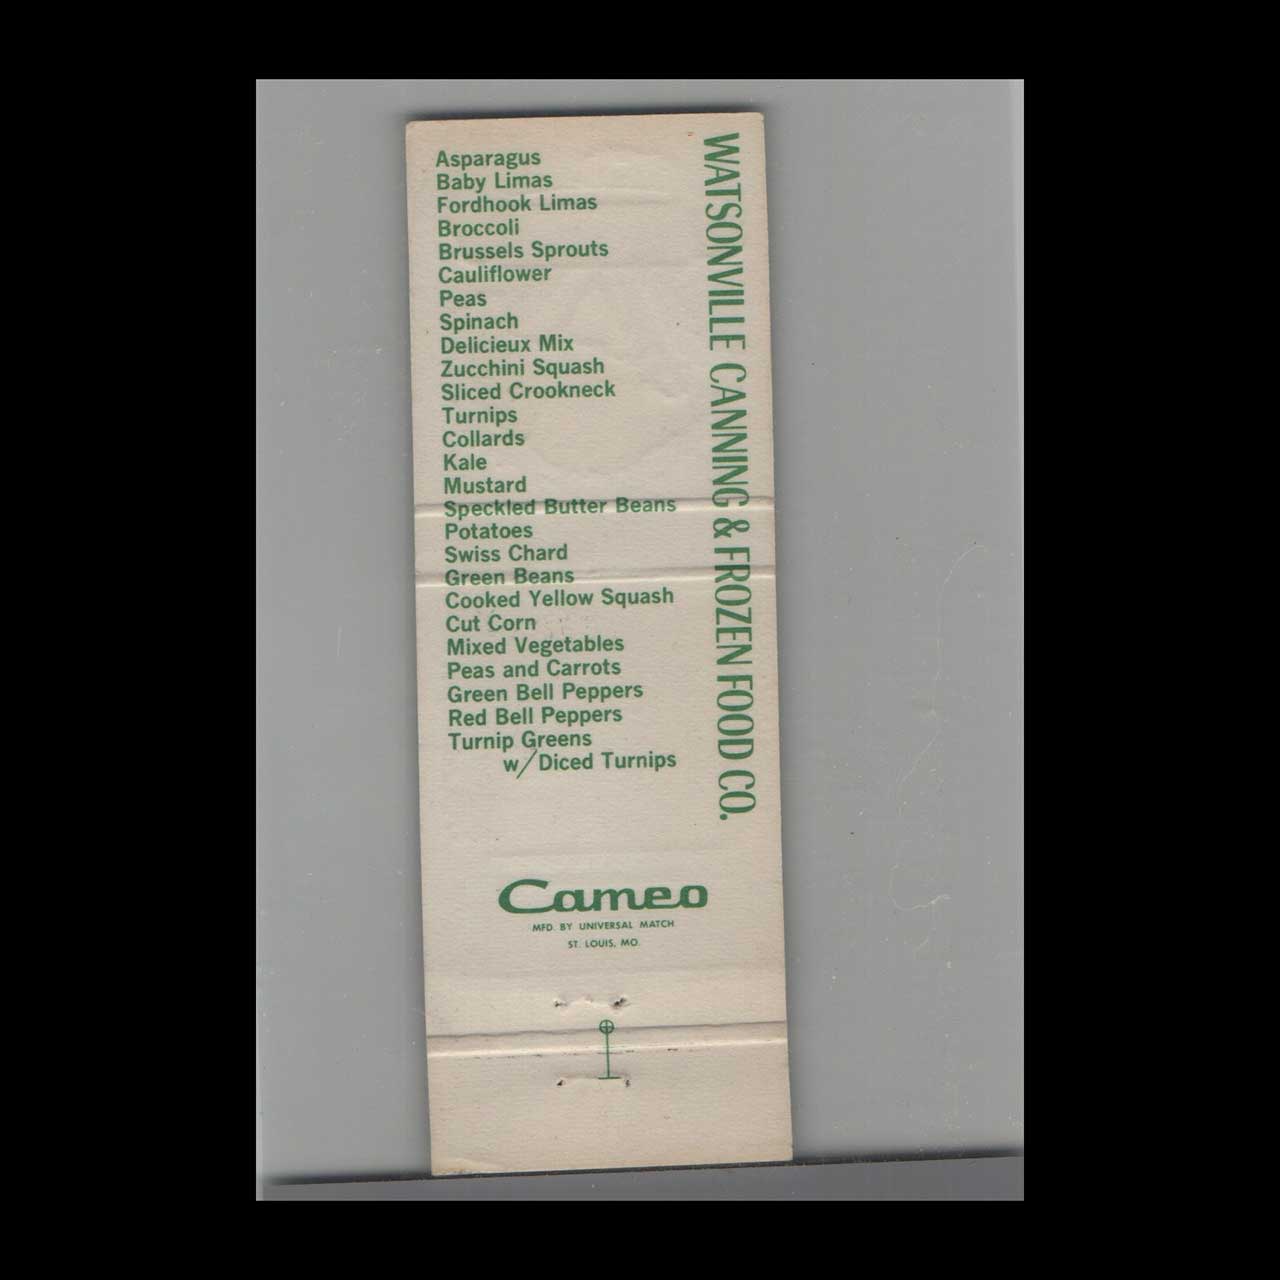 Asparagus
Baby Limas
Fordhook Limas
Broccoli
Brussels Sprouts
Cauliflower
Peas
Spinach
Delicieux Mix
Zucchini Squash
Sliced Crookneck
Turnips
Collards
Kale
Mustard
Speckled Butter Beans
Potatoes
Swiss Chard
Green Beans
Cooked Yellow Squash
Cut Corn
Mixed Vegetables
Peas and Carrots
Green Bell Peppers
Red Bell Peppers
Turnip Greens
w/Diced Turnips
WATSONVILLE CANNING & FROZEN FOOD CO.
Cameo
MFD. BY UNIVERSAL MATCH
ST. LOUIS, MO.